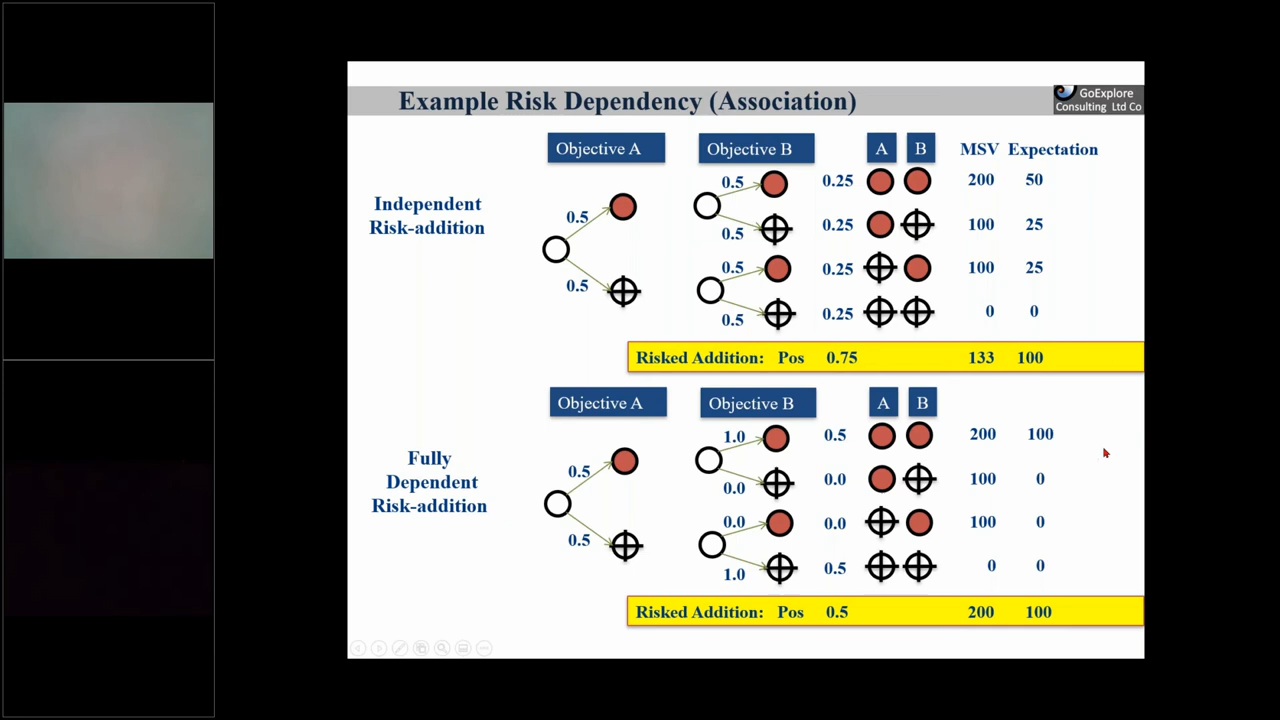 Example Risk Dependency (Association)
GoExplore
Consulting Ltd Co
Objective A
Objective B
A
B
MSV
Expectation
Independent
Risk-addition
0.5
0.5
0.5
0.5
0.5
0.5
0.25 200 50
0.25 100 25
0.25 100 25
0.25 0 0
Risked Addition: Pos 0.75 133 100
Objective A
Objective B
A
B
Fully
Dependent
Risk-addition
0.5
0.5
1.0
0.0
0.0
1.0
0.5 200 100
0.0 100 0
0.0 100 0
0.5 0 0
Risked Addition: Pos 0.5 200 100